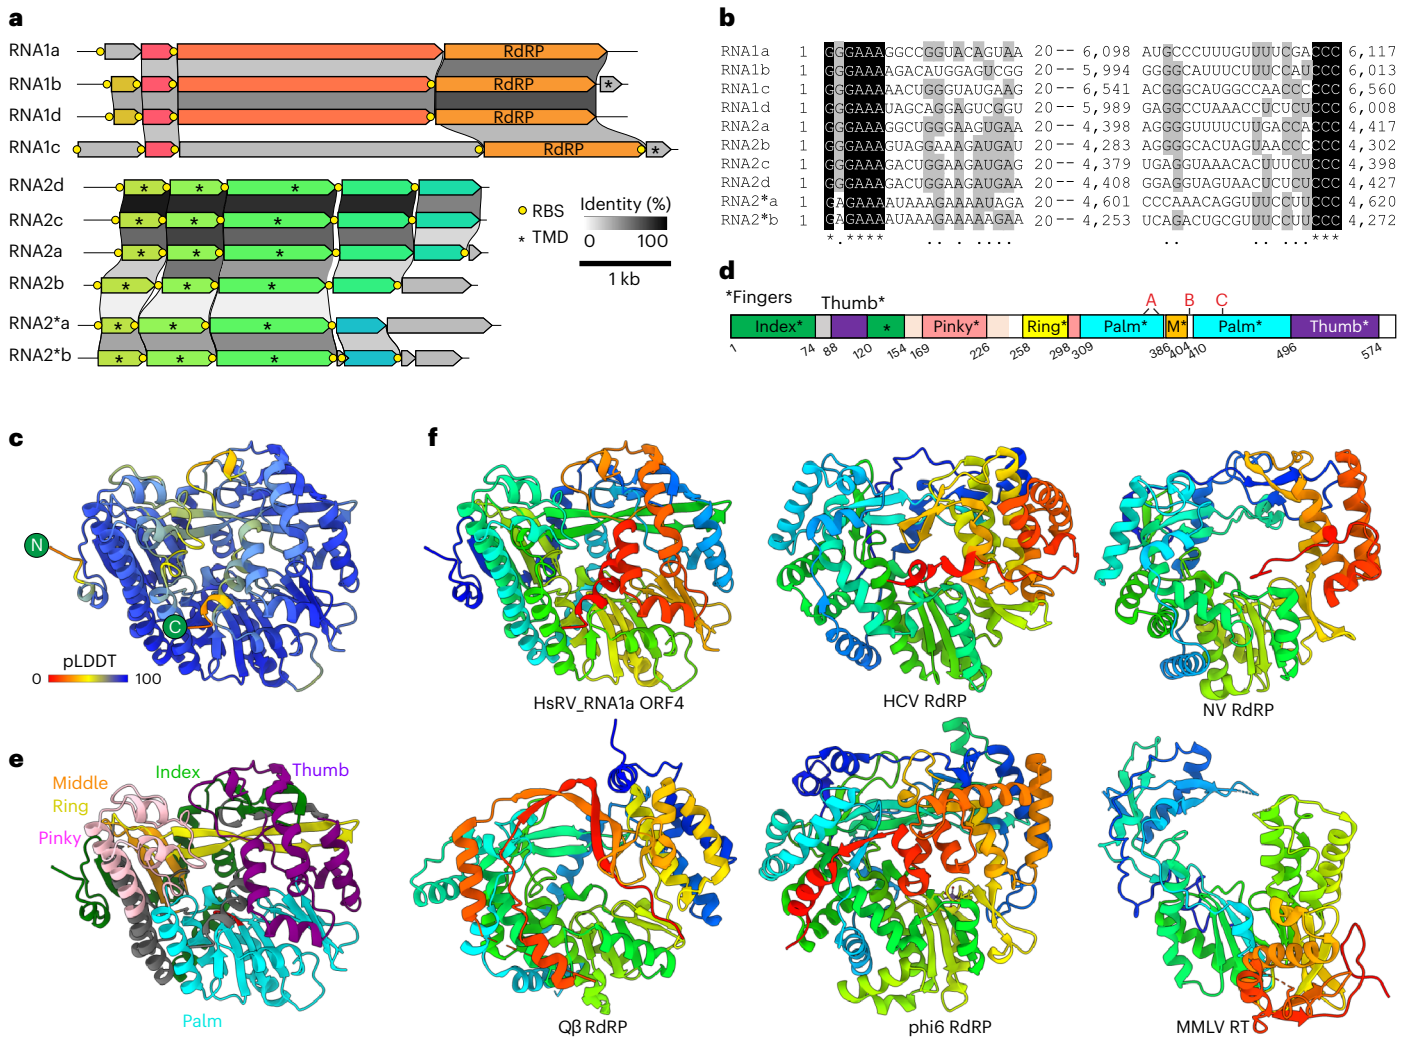 a
RNA1a RdRP
RNA1b RdRP *
RNA1d RdRP
RNA1c RdRP *
RNA2d * * *
RNA2c * * *
RNA2a * * *
RNA2b * * *
RNA2*a * * *
RNA2*b * * *
RBS
* TMD
Identity (%)
0 100
1 kb
b
RNA1a 1 GGGAAAGGCCGGUACAGUAA 20-- 6,098 AUGCCCUUUGUUUUCGACCC 6,117
RNA1b 1 GGGAAAAGACAUGGAGUCGG 20-- 5,994 GGGGCAUUUCUUUCCAUCCC 6,013
RNA1c 1 GGGAAAACUGGGUAUGAAG 20-- 6,541 ACGGGCAUGGCCAACCCCCC 6,560
RNA1d 1 GGGAAAUAGCAGGAGUCGGU 20-- 5,989 GAGGCCUAAACCUCUCUCCC 6,008
RNA2a 1 GGGAAAGGCUGGGAAGUGAA 20-- 4,398 AGGGGUUUUCUUGACCACCC 4,417
RNA2b 1 GGGAAAGUAGGAAAGAUGAU 20-- 4,283 AGGGGCACUAGUAACCCCCC 4,302
RNA2c 1 GGGAAAGACUGGAAGAUGAA 20-- 4,379 UGAGGUAAACACUUUCUCCC 4,398
RNA2d 1 GGGAAAGACUGGAAGAUGAA 20-- 4,408 GGAGGUAGUAACUCUCUCCC 4,427
RNA2*a 1 GAGAAAAUAAAGAAAAAUAGA 20-- 4,601 CCCAAACAGGUUUCCUUCCC 4,620
RNA2*b 1 GAGAAAAUAAAGAAAAAGAA 20-- 4,253 UCAGACUGCGUUUCCUUCCC 4,272
*. **** .. . .... .. .. ...***
d
*Fingers Thumb* A B C
Index* * Pinky* Ring* Palm* M* Palm* Thumb*
1 74 88 120 154 169 226 258 298 309 386 404 410 496 574
c
N
C
pLDDT
0 100
f
HsRV_RNA1a ORF4
HCV RdRP
NV RdRP
Qβ RdRP
phi6 RdRP
MMLV RT
e
Middle
Ring
Pinky
Index
Thumb
Palm